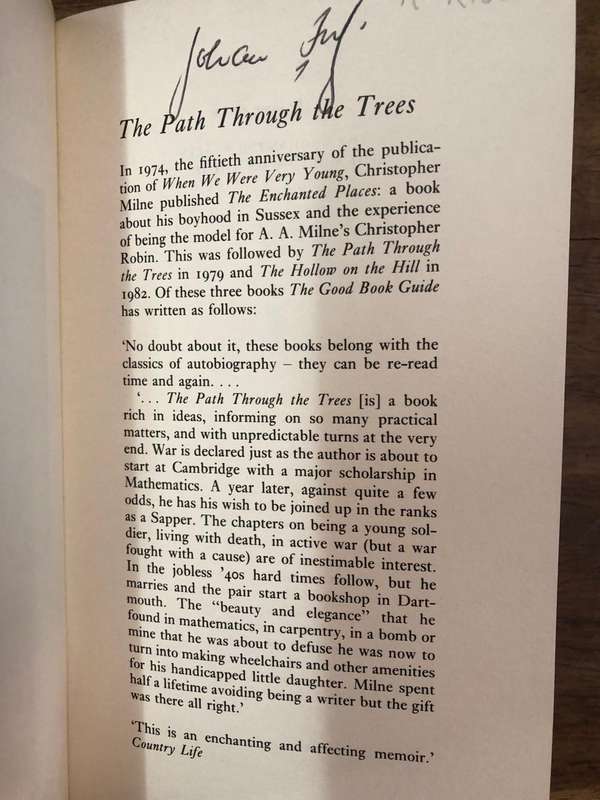 The Path Through the Trees
In 1974, the fiftieth anniversary of the publica-
tion of When We Were Very Young, Christopher
Milne published The Enchanted Places: a book
about his boyhood in Sussex and the experience
of being the model for A. A. Milne's Christopher
Robin. This was followed by The Path Through
the Trees in 1979 and The Hollow on the Hill in
1982. Of these three books The Good Book Guide
has written as follows:
‘No doubt about it, these books belong with the
classics of autobiography – they can be re-read
time and again. . . .
‘. . . The Path Through the Trees [is] a book
rich in ideas, informing on so many practical
matters, and with unpredictable turns at the very
end. War is declared just as the author is about to
start at Cambridge with a major scholarship in
Mathematics. A year later, against quite a few
odds, he has his wish to be joined up in the ranks
as a Sapper. The chapters on being a young sol-
dier, living with death, in active war (but a war
fought with a cause) are of inestimable interest.
In the jobless ’40s hard times follow, but he
marries and the pair start a bookshop in Dart-
mouth. The “beauty and elegance” that he
found in mathematics, in carpentry, in a bomb or
mine that he was about to defuse he was now to
turn into making wheelchairs and other amenities
for his handicapped little daughter. Milne spent
half a lifetime avoiding being a writer but the gift
was there all right.’
‘This is an enchanting and affecting memoir.’
Country Life